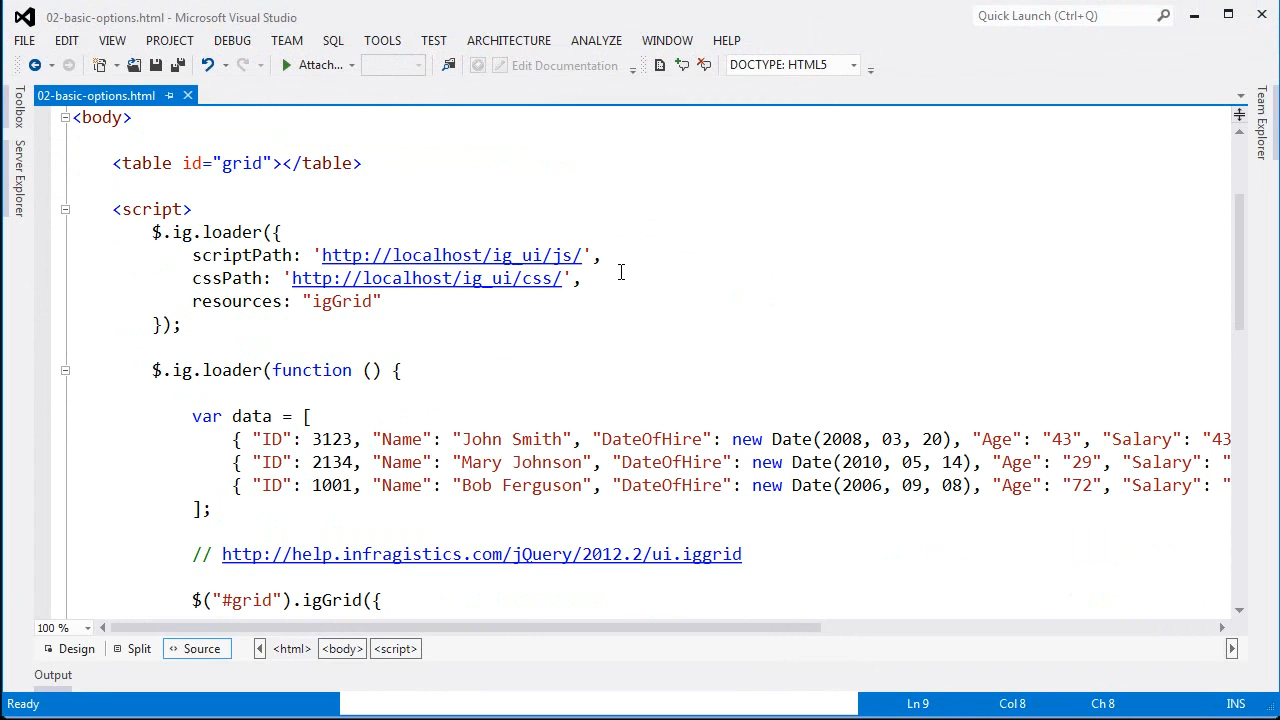 02-basic-options.html - Microsoft Visual Studio
Quick Launch (Ctrl+Q)
FILE EDIT VIEW PROJECT DEBUG TEAM SQL TOOLS TEST ARCHITECTURE ANALYZE WINDOW HELP
Attach... Edit Documentation DOCTYPE: HTML5
02-basic-options.html
Toolbox
Server Explorer
Team Explorer
<body>
<table id="grid"></table>
<script>
$.ig.loader({
scriptPath: 'http://localhost/ig_ui/js/',
cssPath: 'http://localhost/ig_ui/css/',
resources: "igGrid"
});
$.ig.loader(function () {
var data = [
{ "ID": 3123, "Name": "John Smith", "DateOfHire": new Date(2008, 03, 20), "Age": "43", "Salary": "43
{ "ID": 2134, "Name": "Mary Johnson", "DateOfHire": new Date(2010, 05, 14), "Age": "29", "Salary": "
{ "ID": 1001, "Name": "Bob Ferguson", "DateOfHire": new Date(2006, 09, 08), "Age": "72", "Salary": "
];
// http://help.infragistics.com/jQuery/2012.2/ui.iggrid
$("#grid").igGrid({
100 %
Design Split Source <html> <body> <script>
Output
Ready Ln 9 Col 8 Ch 8 INS